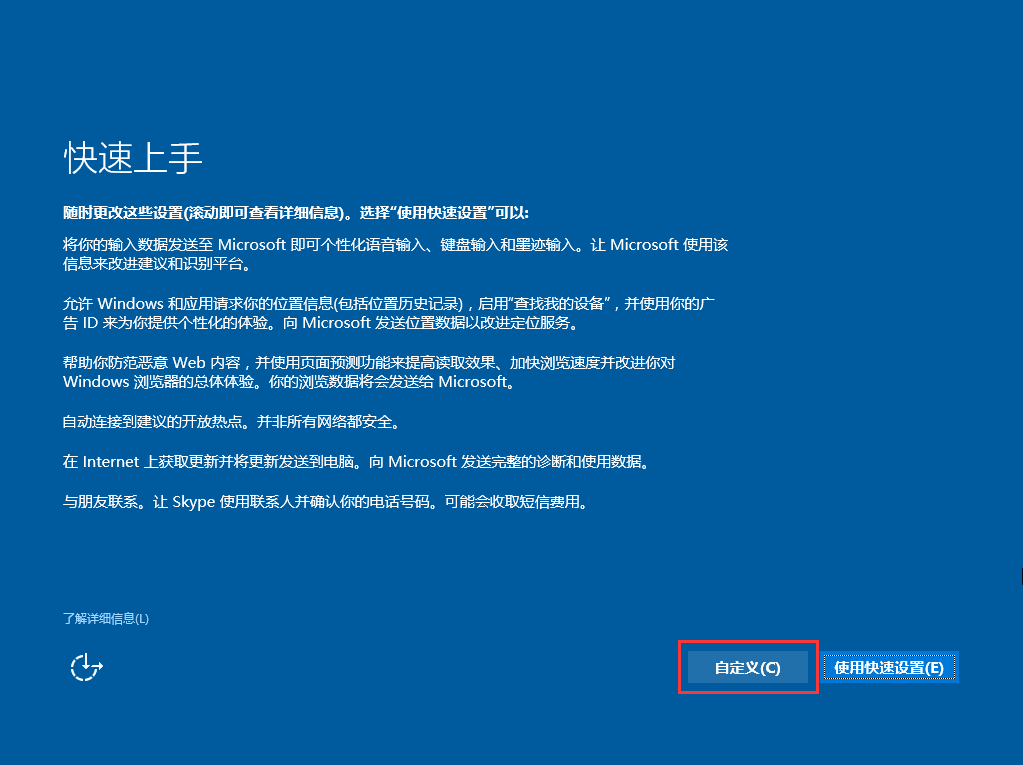 快速上手
随时更改这些设置(滚动即可查看详细信息)。选择“使用快速设置”可以:
将你的输入数据发送至 Microsoft 即可个性化语音输入、键盘输入和墨迹输入。让 Microsoft 使用该
信息来改进建议和识别平台。
允许 Windows 和应用请求你的位置信息(包括位置历史记录)，启用“查找我的设备”，并使用你的广
告 ID 来为你提供个性化的体验。向 Microsoft 发送位置数据以改进定位服务。
帮助你防范恶意 Web 内容，并使用页面预测功能来提高读取效果、加快浏览速度并改进你对
Windows 浏览器的总体体验。你的浏览数据将会发送给 Microsoft。
自动连接到建议的开放热点。并非所有网络都安全。
在 Internet 上获取更新并将更新发送到电脑。向 Microsoft 发送完整的诊断和使用数据。
与朋友联系。让 Skype 使用联系人并确认你的电话号码。可能会收取短信费用。
了解详细信息(L)
自定义(C)
使用快速设置(E)